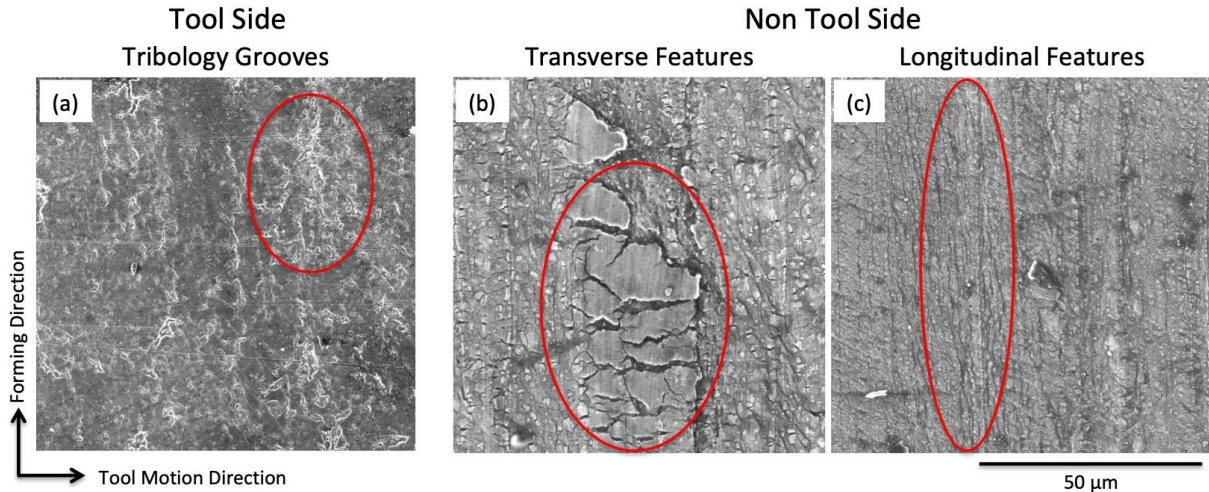 Tool Side
Non Tool Side
Tribology Grooves
Transverse Features
Longitudinal Features
(a)
(b)
(c)
Forming Direction
Tool Motion Direction
50 µm